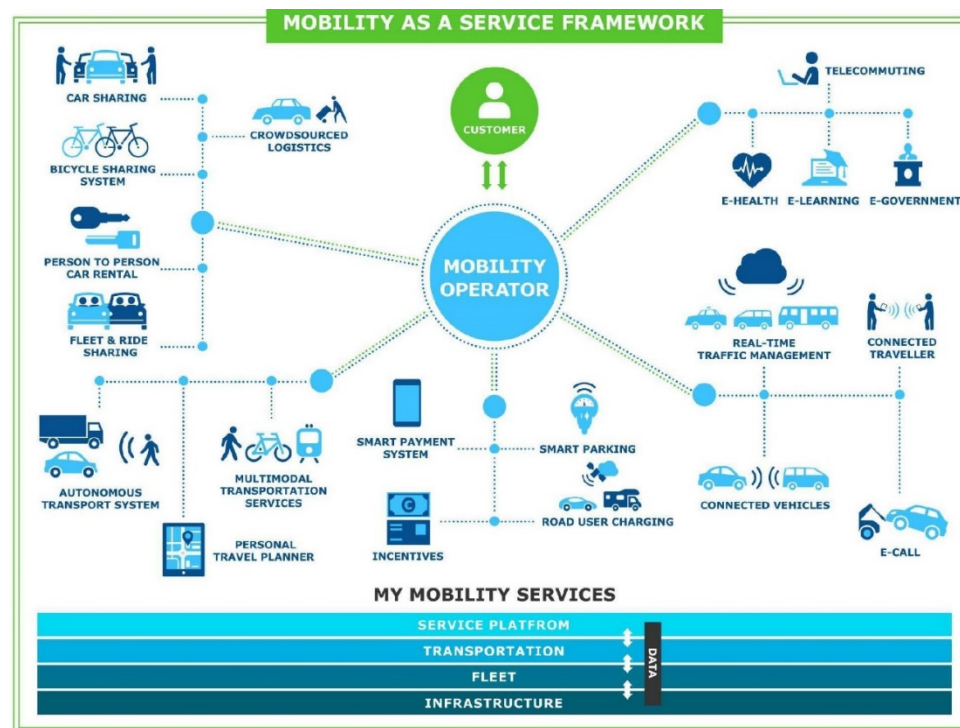 MOBILITY AS A SERVICE FRAMEWORK
CUSTOMER
MOBILITY
OPERATOR
CAR SHARING
CROWDSOURCED
LOGISTICS
BICYCLE SHARING
SYSTEM
PERSON TO PERSON
CAR RENTAL
FLEET & RIDE
SHARING
TELECOMMUTING
E-HEALTH
E-LEARNING
E-GOVERNMENT
REAL-TIME
TRAFFIC MANAGEMENT
CONNECTED
TRAVELLER
CONNECTED VEHICLES
E-CALL
AUTONOMOUS
TRANSPORT SYSTEM
PERSONAL
TRAVEL PLANNER
MULTIMODAL
TRANSPORTATION
SERVICES
SMART PAYMENT
SYSTEM
SMART PARKING
INCENTIVES
ROAD USER CHARGING
MY MOBILITY SERVICES
SERVICE PLATFROM
TRANSPORTATION
FLEET
INFRASTRUCTURE
DATA